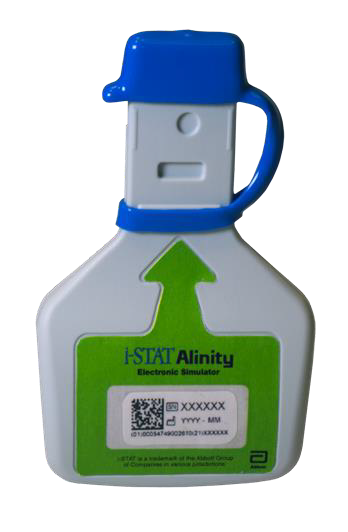 i-STAT Alinity
Electronic Simulator
SN XXXXXX
YYYY - MM
(01)00054749002610(21)XXXXXX
i-STAT is a trademark of the Abbott Group
of Companies in various jurisdictions.
Abbott